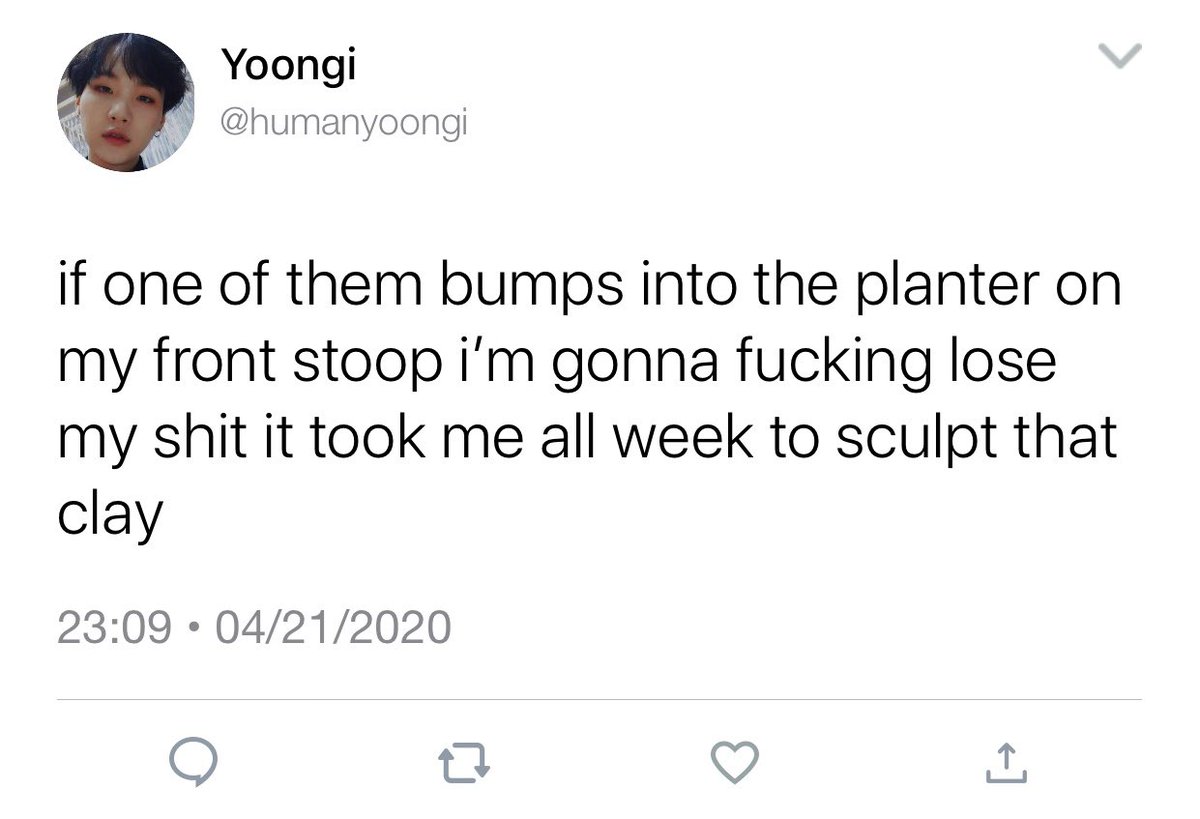 Yoongi
@humanyoongi
if one of them bumps into the planter on
my front stoop i’m gonna fucking lose
my shit it took me all week to sculpt that
clay
23:09 • 04/21/2020